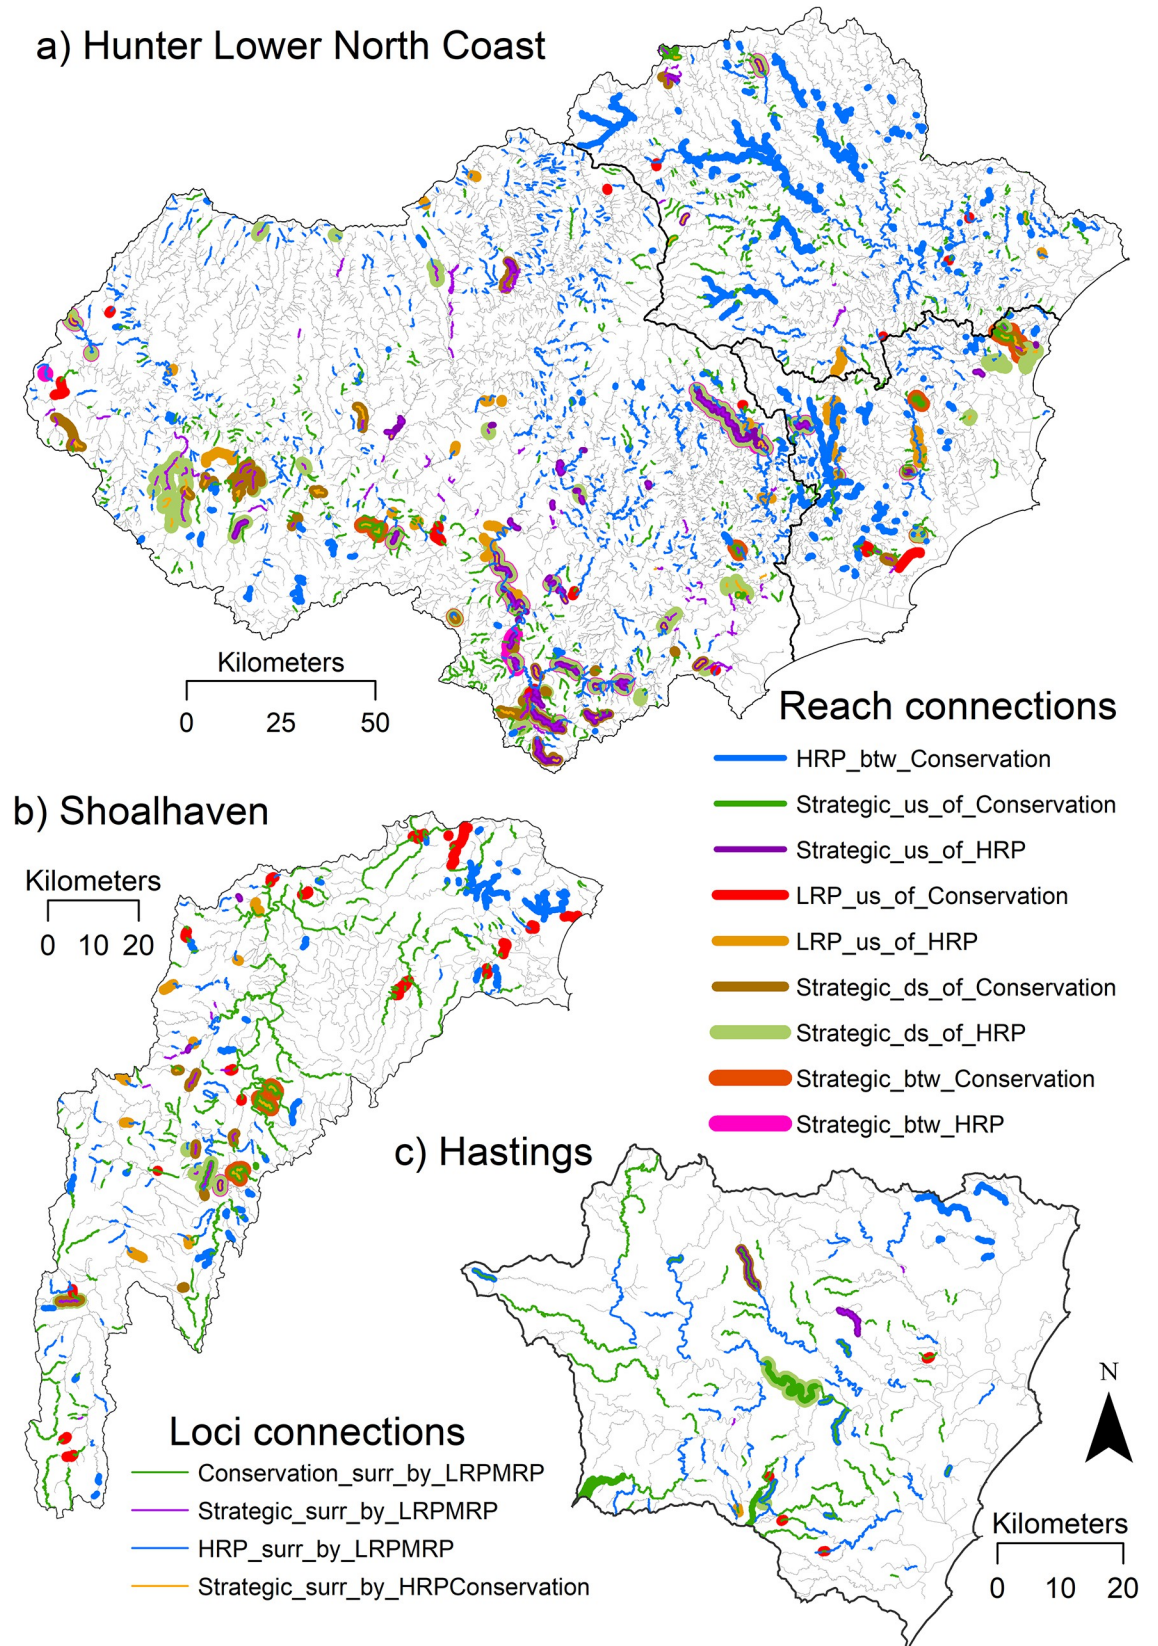 a) Hunter Lower North Coast
Kilometers
0 25 50
Reach connections
HRP_btw_Conservation
Strategic_us_of_Conservation
Strategic_us_of_HRP
LRP_us_of_Conservation
LRP_us_of_HRP
Strategic_ds_of_Conservation
Strategic_ds_of_HRP
Strategic_btw_Conservation
Strategic_btw_HRP
b) Shoalhaven
Kilometers
0 10 20
c) Hastings
N
Kilometers
0 10 20
Loci connections
Conservation_surr_by_LRPMRP
Strategic_surr_by_LRPMRP
HRP_surr_by_LRPMRP
Strategic_surr_by_HRPConservation